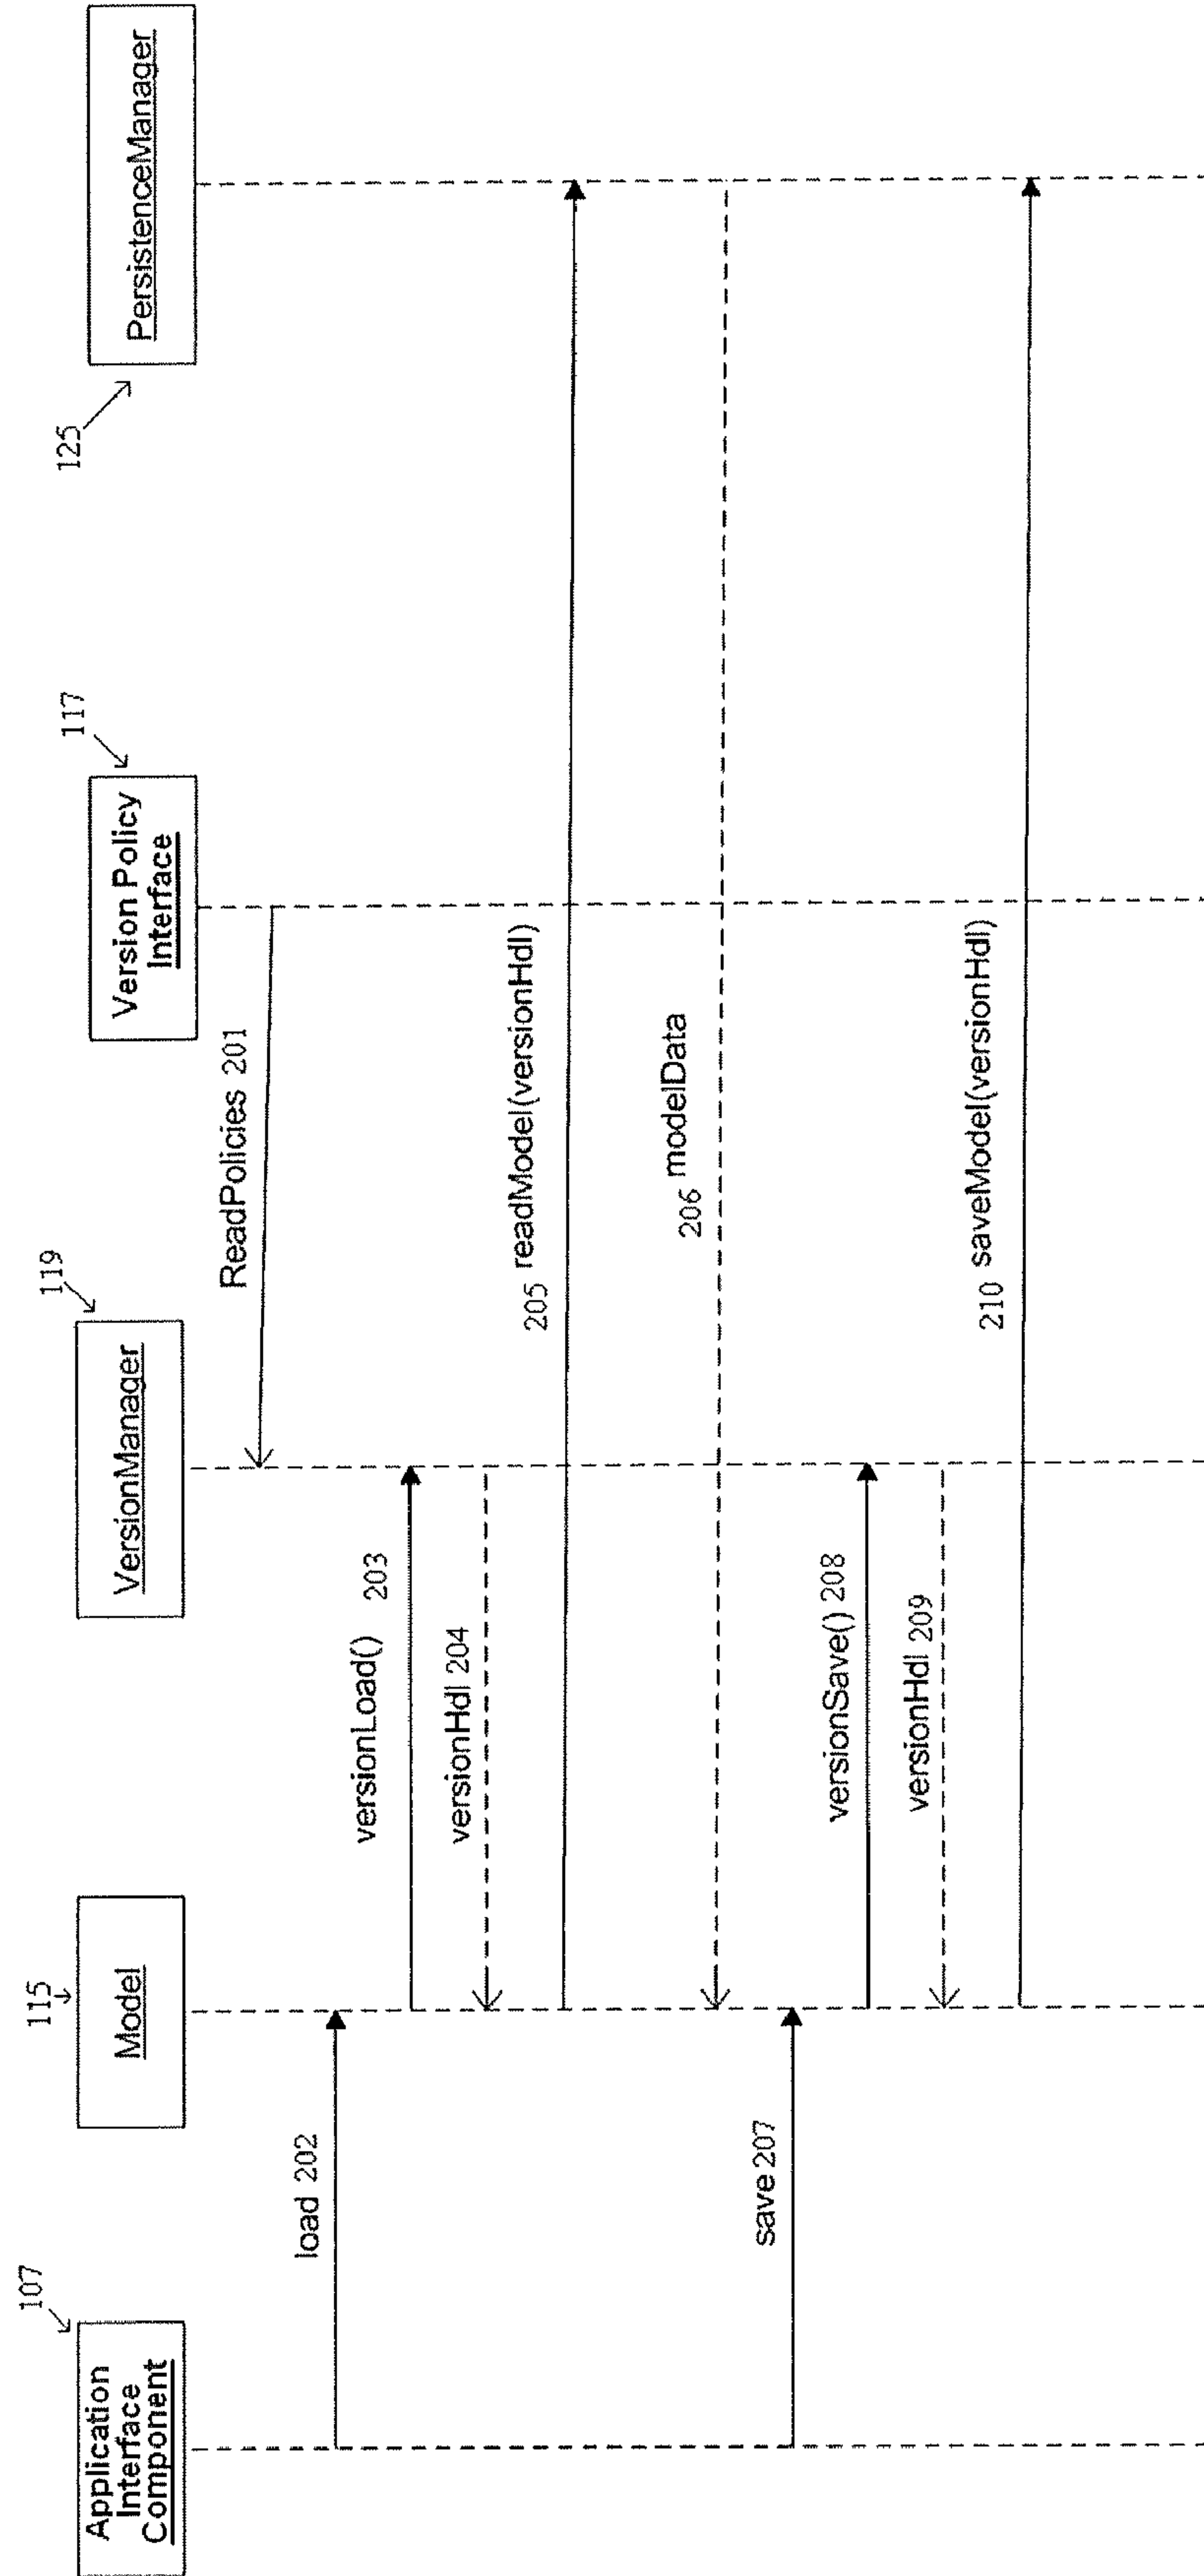 107
Application
Interface
Component
115
Model
119
VersionManager
117
Version Policy
Interface
125
PersistenceManager
ReadPolicies 201
load 202
versionLoad() 203
versionHdl 204
205 readModel(versionHdl)
206 modelData
save 207
versionSave() 208
versionHdl 209
210 saveModel(versionHdl)